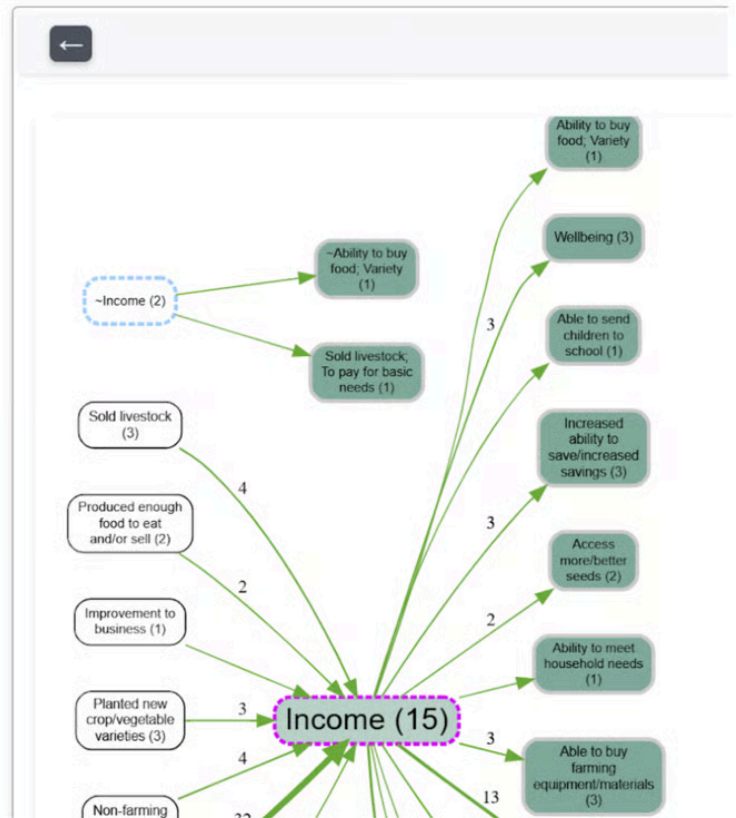 ←
Ability to buy
food; Variety
(1)
Wellbeing (3)
~Ability to buy
food; Variety
(1)
~Income (2)
Able to send
children to
school (1)
Sold livestock;
To pay for basic
needs (1)
3
Sold livestock
(3)
Increased
ability to
save/increased
savings (3)
4
Produced enough
food to eat
and/or sell (2)
3
Access
more/better
seeds (2)
2
2
Improvement to
business (1)
Ability to meet
household needs
(1)
Planted new
crop/vegetable
varieties (3)
3
Income (15)
3
Able to buy
farming
equipment/materials
(3)
4
13
Non-farming
32